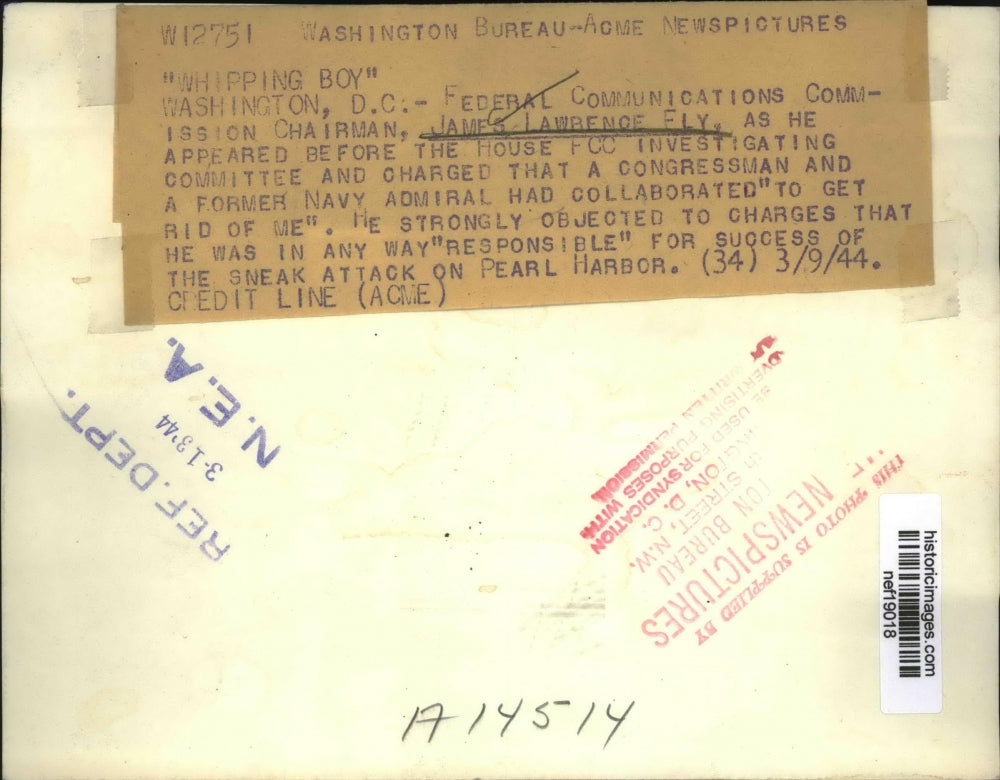 W12751 WASHINGTON BUREAU--ACME NEWSPICTURES
"WHIPPING BOY"
WASHINGTON, D.C.- FEDERAL COMMUNICATIONS COMM-
ISSION CHAIRMAN, JAMES LAWRENCE FLY, AS HE
APPEARED BEFORE THE HOUSE FCC INVESTIGATING
COMMITTEE AND CHARGED THAT A CONGRESSMAN AND
A FORMER NAVY ADMIRAL HAD COLLABORATED"TO GET
RID OF ME". HE STRONGLY OBJECTED TO CHARGES THAT
HE WAS IN ANY WAY"RESPONSIBLE" FOR SUCCESS OF
THE SNEAK ATTACK ON PEARL HARBOR. (34) 3/9/44.
CREDIT LINE (ACME)
N.E.A.
3-13'44
REF. DEPT.
THIS PHOTO IS SUPPLIED BY
NEWSPICTURES
TON BUREAU
STREET, N.W.
INGTON, D.C.
BE USED FOR SYNDICATION
VERTISING PURPOSES WITH
WRITTEN PERMISSION
historicimages.com
nef19018
A14514